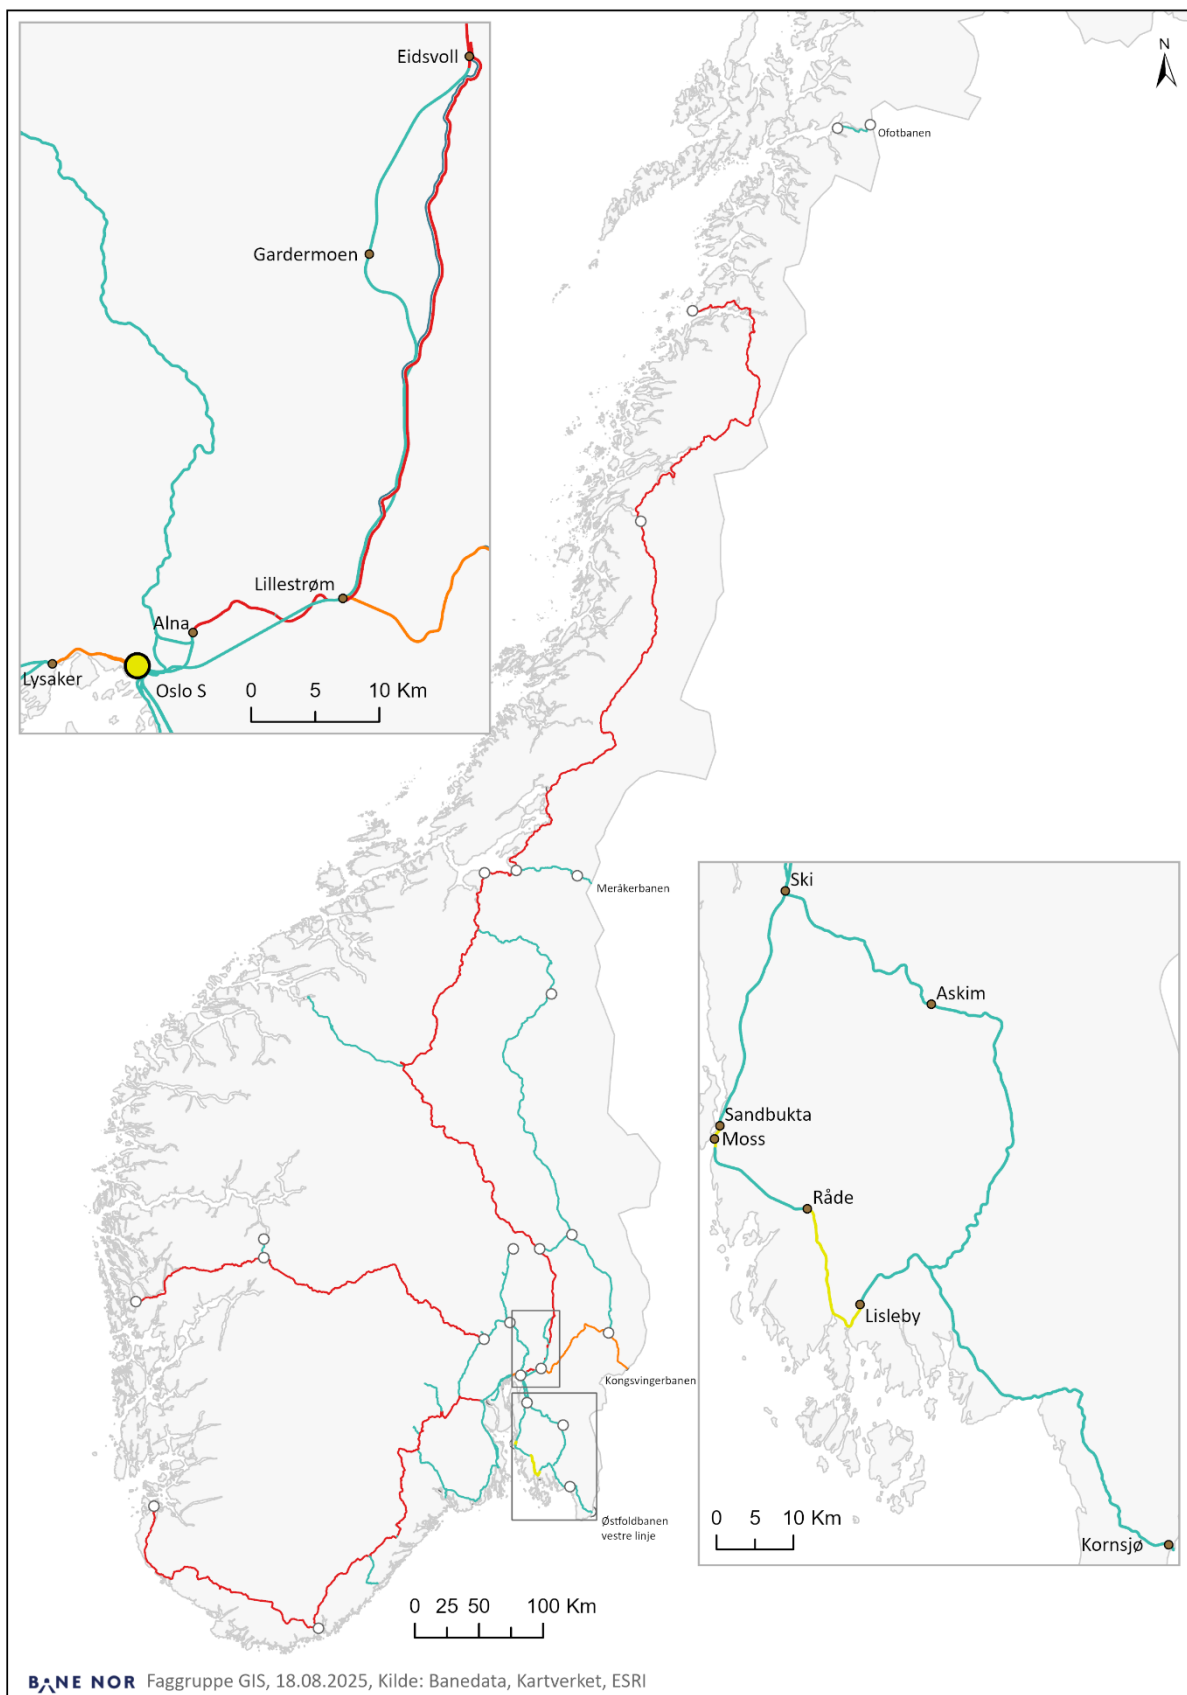 N
Eidsvoll
Ofotbanen
Gardermoen
Lillestrøm
Alna
Lysaker
Oslo S
0 5 10 Km
Meråkerbanen
Ski
Askim
Sandbukta
Moss
Råde
Lisleby
Kongsvingerbanen
Østfoldbanen
vestre linje
0 5 10 Km
Kornsjø
0 25 50 100 Km
BANE NOR Faggruppe GIS, 18.08.2025, Kilde: Banedata, Kartverket, ESRI